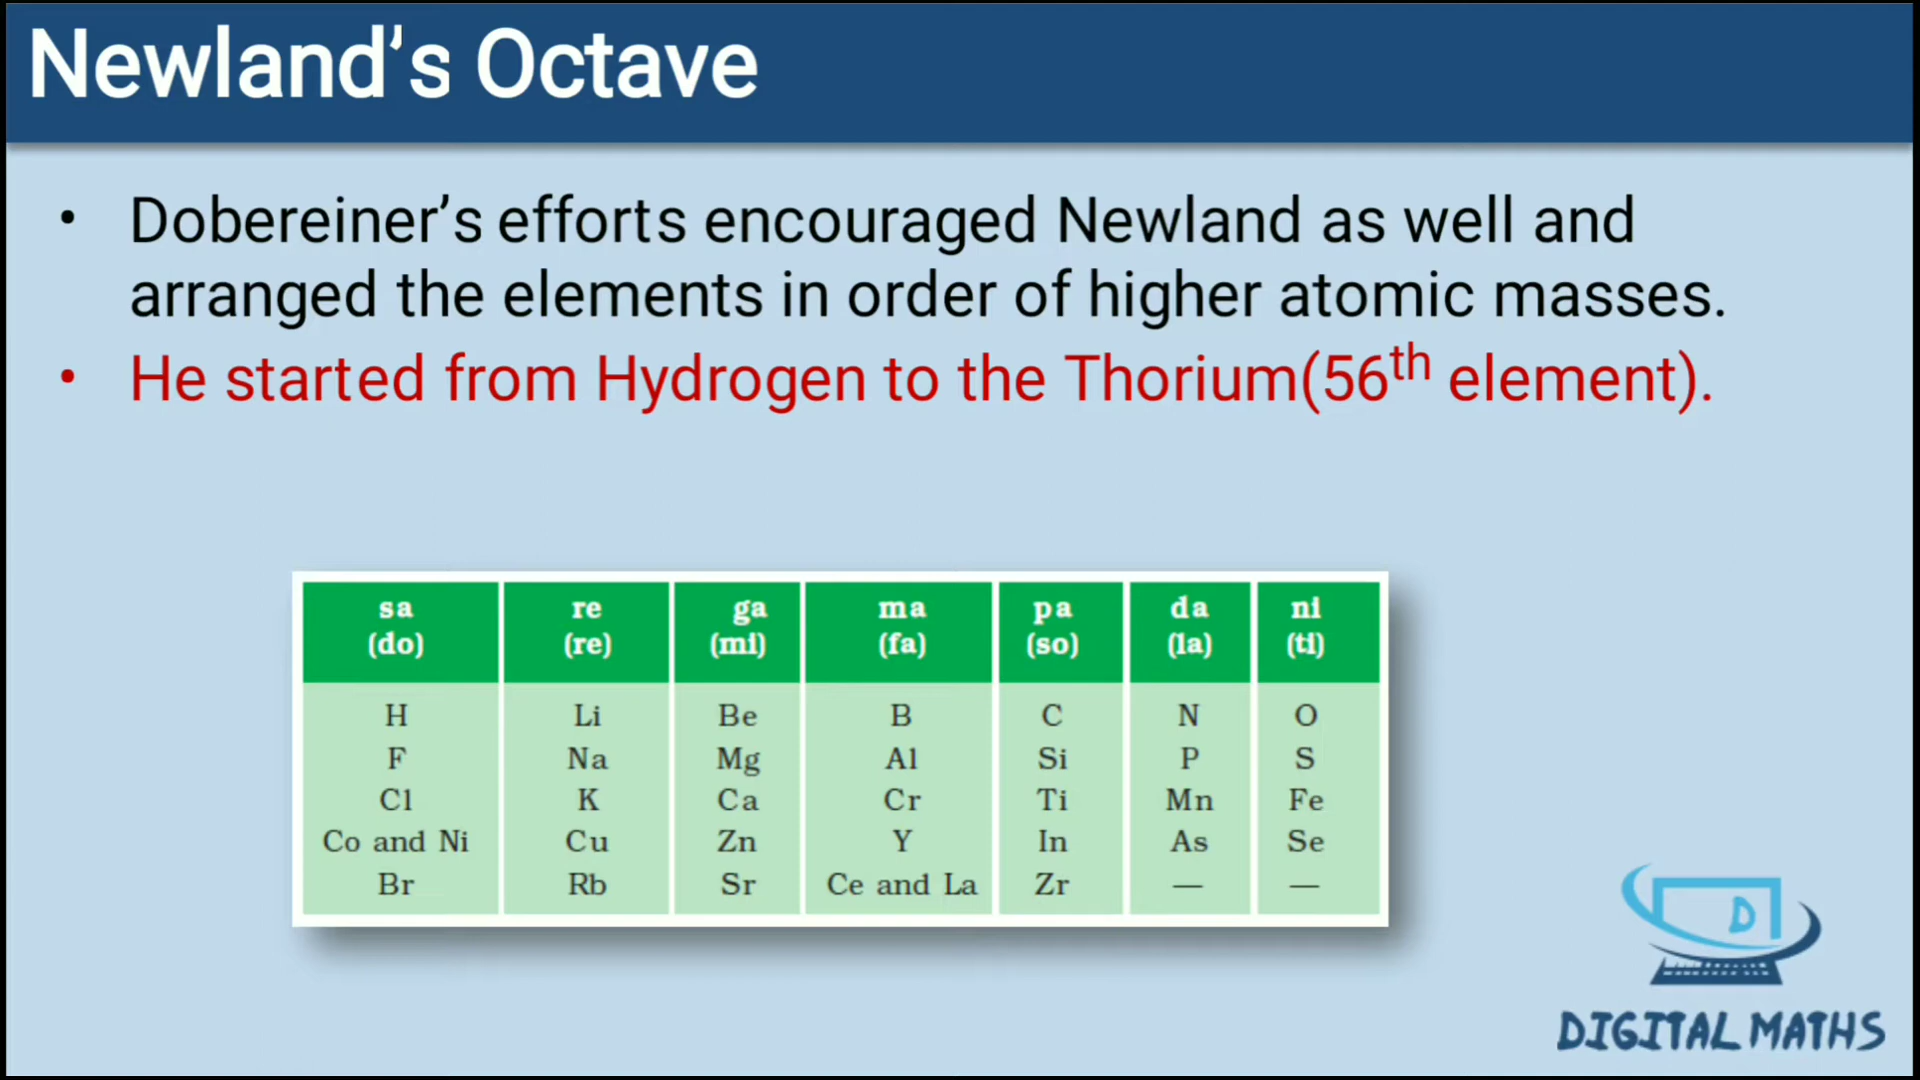 Newland's Octave
• Dobereiner's efforts encouraged Newland as well and
arranged the elements in order of higher atomic masses.
• He started from Hydrogen to the Thorium(56th element).
sa re ga ma pa da ni
(do) (re) (mi) (fa) (so) (la) (ti)
H Li Be B C N O
F Na Mg Al Si P S
Cl K Ca Cr Ti Mn Fe
Co and Ni Cu Zn Y In As Se
Br Rb Sr Ce and La Zr — —
D
DIGITAL MATHS